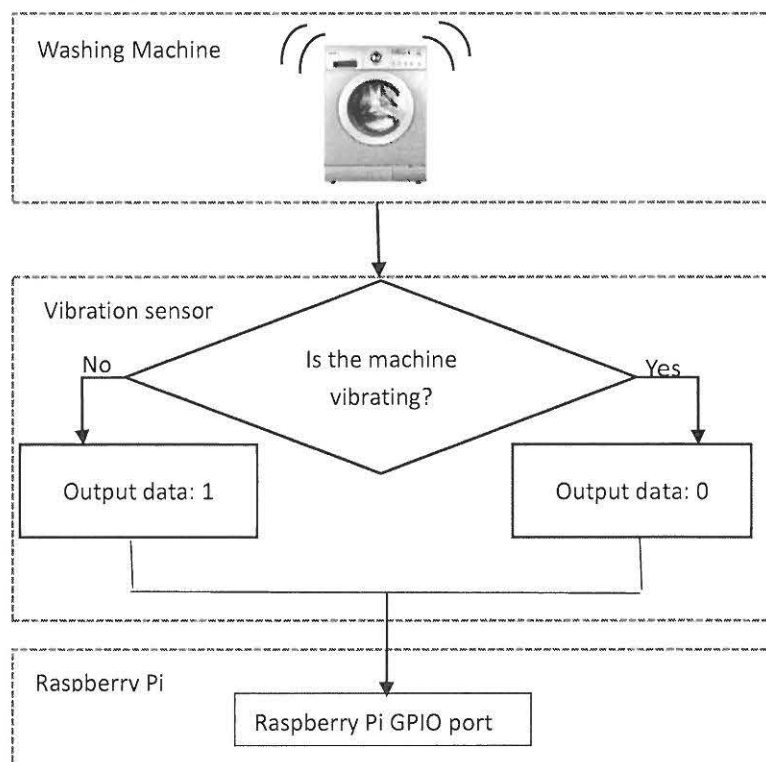 Washing Machine
Vibration sensor
No
Is the machine
vibrating?
Yes
Output data: 1
Output data: 0
Raspberry Pi
Raspberry Pi GPIO port